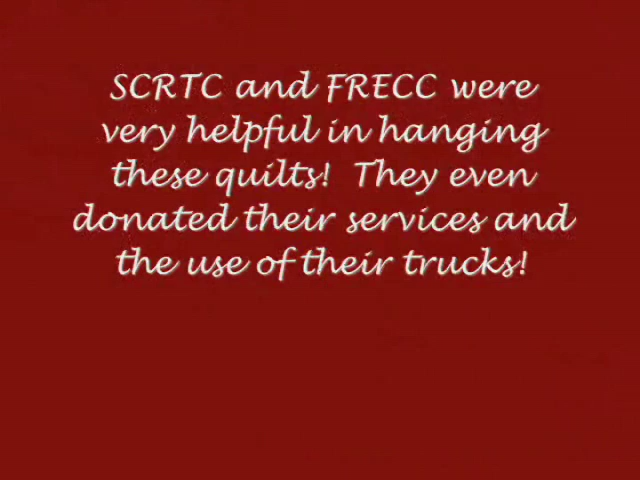 SCRTC and FRECC were
very helpful in hanging
these quilts! They even
donated their services and
the use of their trucks!